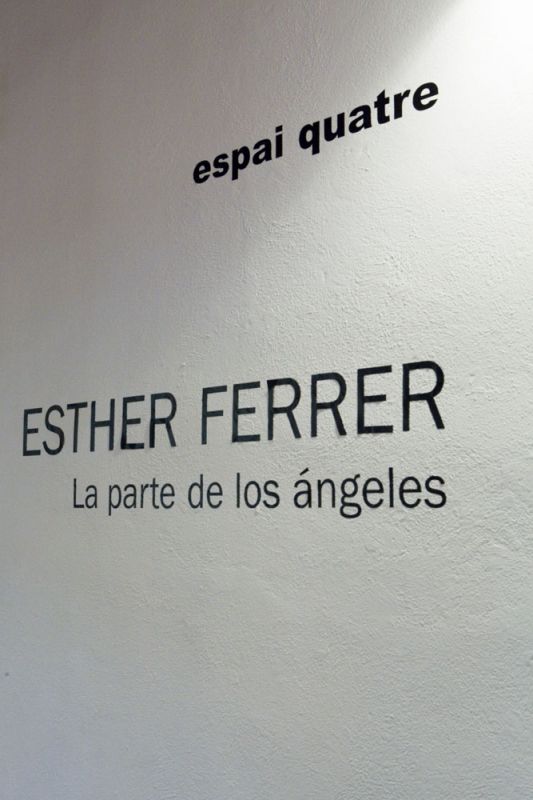 espai quatre
ESTHER FERRER
La parte de los ángeles